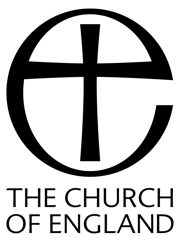 THE CHURCH
OF ENGLAND